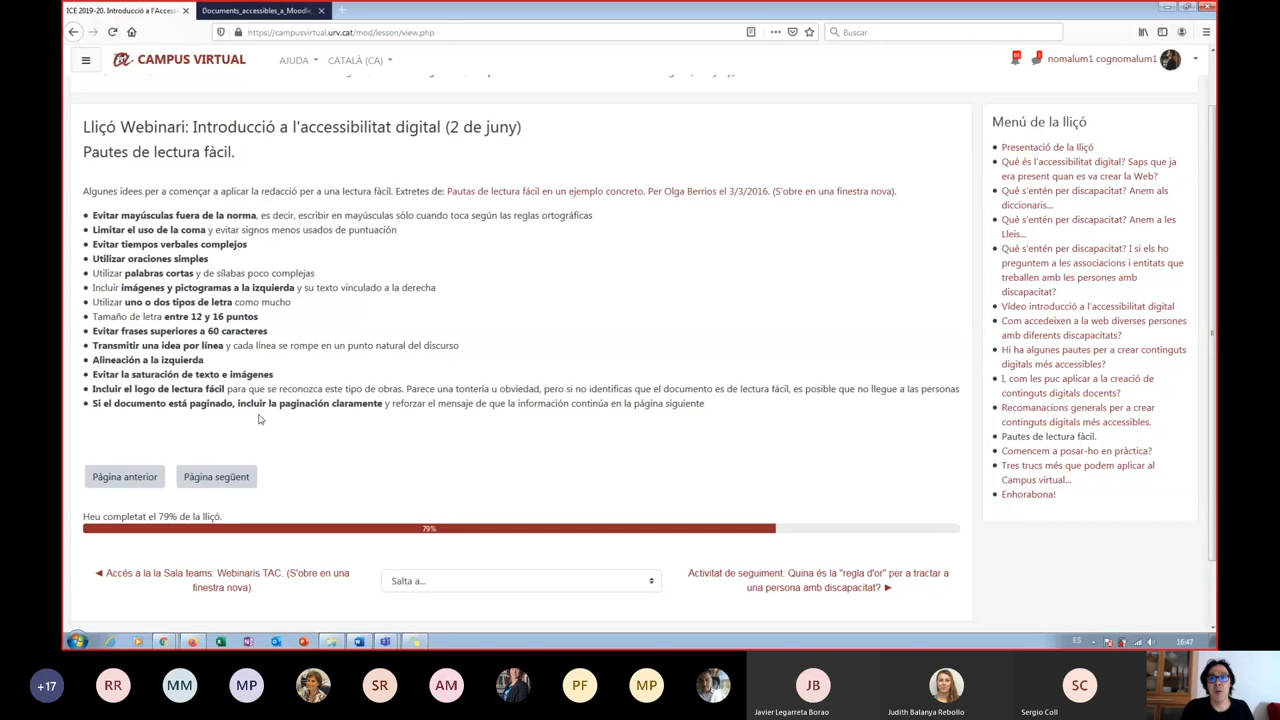 ICE 2019-20. Introducció a l'Acces
Documents_accessibles_a_Moodle
https://campusvirtual.urv.cat/mod/lesson/view.php
Buscar
CAMPUS VIRTUAL
AJUDA
CATALÀ (CA)
nomalum1 cognomalum1
Lliçó Webinari: Introducció a l'accessibilitat digital (2 de juny)
Pautes de lectura fàcil.
Algunes idees per a començar a aplicar la redacció per a una lectura fàcil. Extretes de: Pautas de lectura fácil en un ejemplo concreto. Per Olga Berrios el 3/3/2016. (S'obre en una finestra nova).
Evitar mayúsculas fuera de la norma, es decir, escribir en mayúsculas sólo cuando toca según las reglas ortográficas
Limitar el uso de la coma y evitar signos menos usados de puntuación
Evitar tiempos verbales complejos
Utilizar oraciones simples
Utilizar palabras cortas y de sílabas poco complejas
Incluir imágenes y pictogramas a la izquierda y su texto vinculado a la derecha
Utilizar uno o dos tipos de letra como mucho
Tamaño de letra entre 12 y 16 puntos
Evitar frases superiores a 60 caracteres
Transmitir una idea por línea y cada línea se rompe en un punto natural del discurso
Alineación a la izquierda
Evitar la saturación de texto e imágenes
Incluir el logo de lectura fácil para que se reconozca este tipo de obras. Parece una tontería u obviedad, pero si no identificas que el documento es de lectura fácil, es posible que no llegue a las personas
Si el documento está paginado, incluir la paginación claramente y reforzar el mensaje de que la información continúa en la página siguiente
Pàgina anterior
Pàgina següent
Heu completat el 79% de la lliçó.
79%
◄ Accés a la la Sala teams: Webinaris TAC. (S'obre en una
finestra nova).
Salta a...
Activitat de seguiment: Quina és la "regla d'or" per a tractar a
una persona amb discapacitat? ►
Menú de la lliçó
Presentació de la lliçó
Què és l'accessibilitat digital? Saps que ja
era present quan es va crear la Web?
Què s'entén per discapacitat? Anem als
diccionaris...
Què s'entén per discapacitat? Anem a les
Lleis...
Què s'entén per discapacitat? I si els ho
preguntem a les associacions i entitats que
treballen amb les persones amb
discapacitat?
Vídeo introducció a l'accessibilitat digital
Com accedeixen a la web diverses persones
amb diferents discapacitats?
Hi ha algunes pautes per a crear continguts
digitals més accessibles?
I, com les puc aplicar a la creació de
continguts digitals docents?
Recomanacions generals per a crear
continguts digitals més accessibles.
Pautes de lectura fàcil.
Comencem a posar-ho en pràctica?
Tres trucs més que podem aplicar al
Campus virtual...
Enhorabona!
ES
16:47
+17
RR
MM
MP
SR
AM
PF
MP
JB
Javier Legarreta Borao
Judith Balanya Rebollo
SC
Sergio Coll